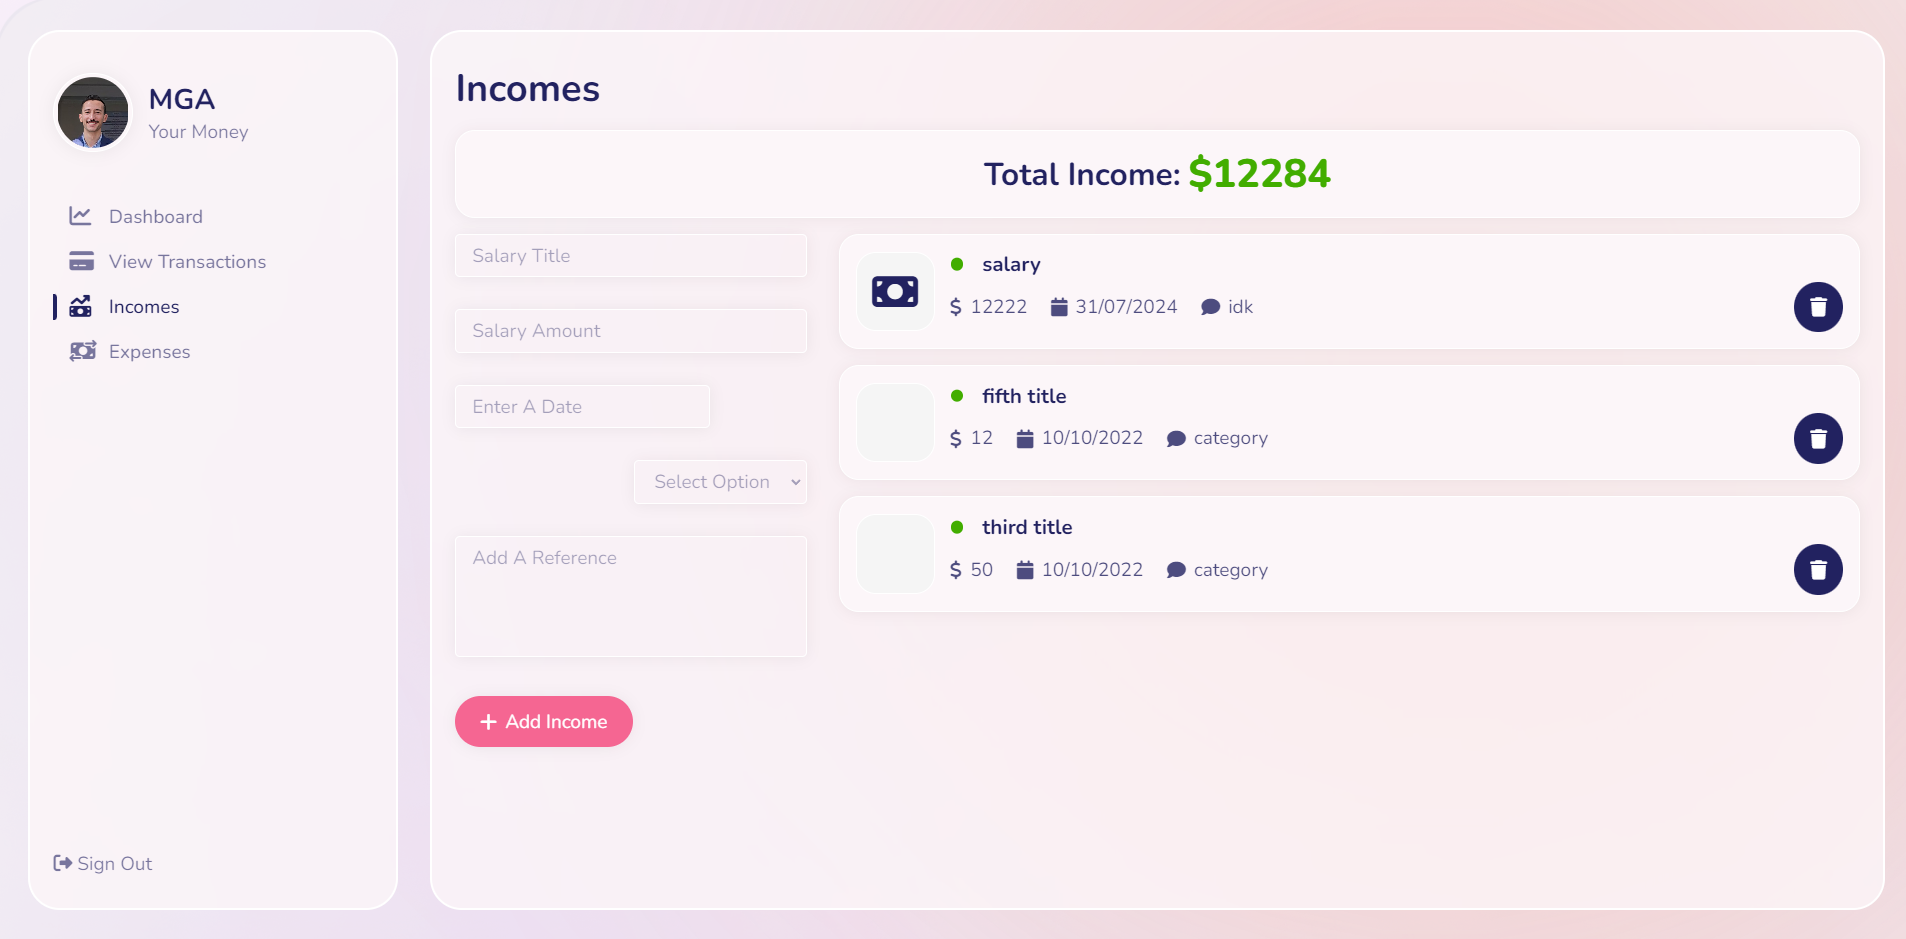 MGA
Your Money
Dashboard
View Transactions
Incomes
Expenses
Sign Out
Incomes
Total Income: $12284
Salary Title
Salary Amount
Enter A Date
Select Option
Add A Reference
Add Income
salary
$ 12222 31/07/2024 idk
fifth title
$ 12 10/10/2022 category
third title
$ 50 10/10/2022 category